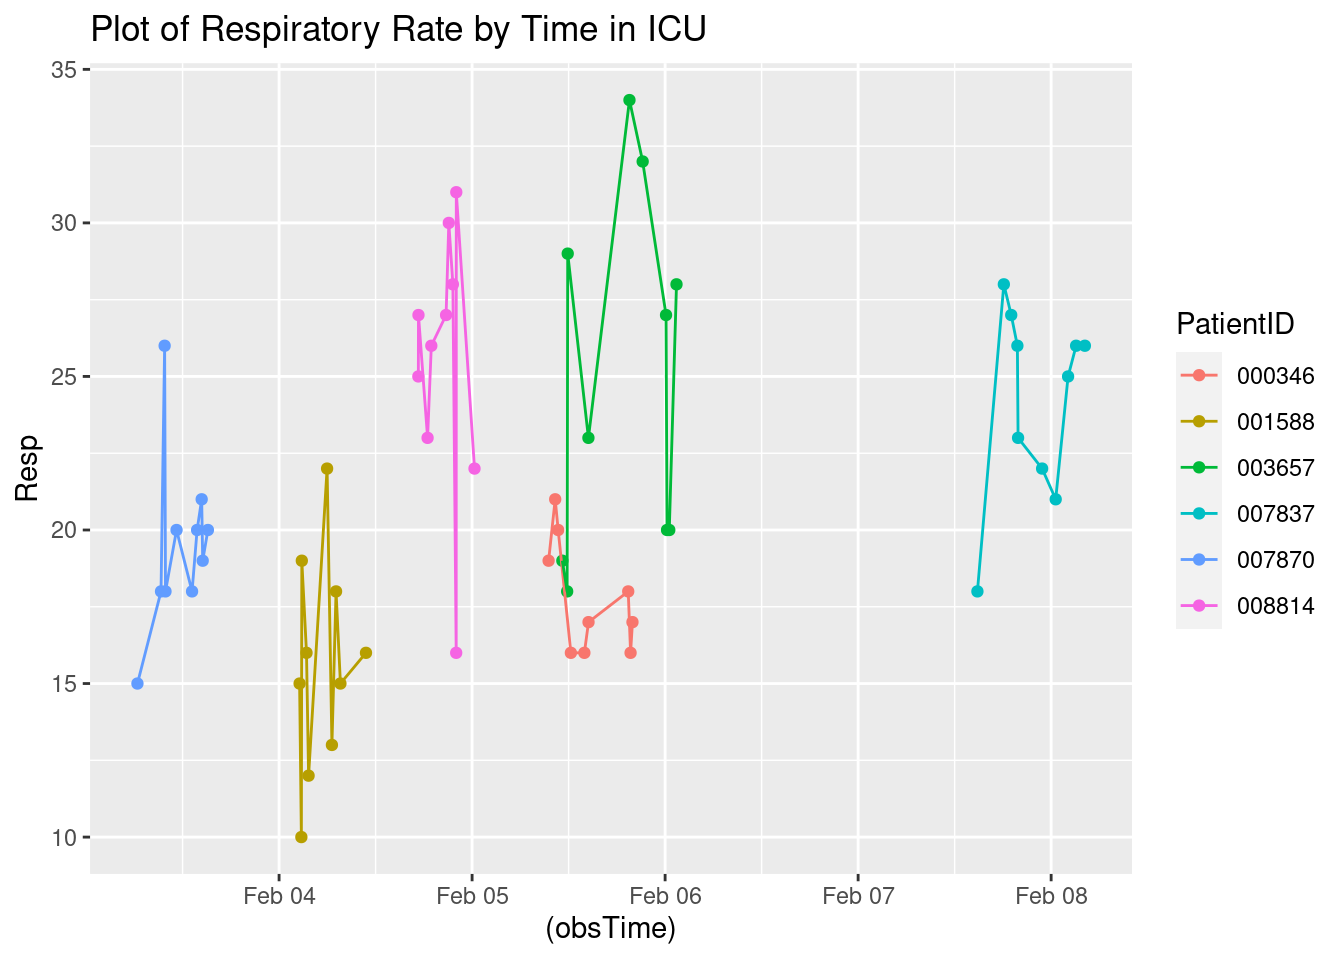 Plot of Respiratory Rate by Time in ICU
35
30
25
20
15
10
Resp
Feb 04
Feb 05
Feb 06
Feb 07
Feb 08
(obsTime)
PatientID
000346
001588
003657
007837
007870
008814